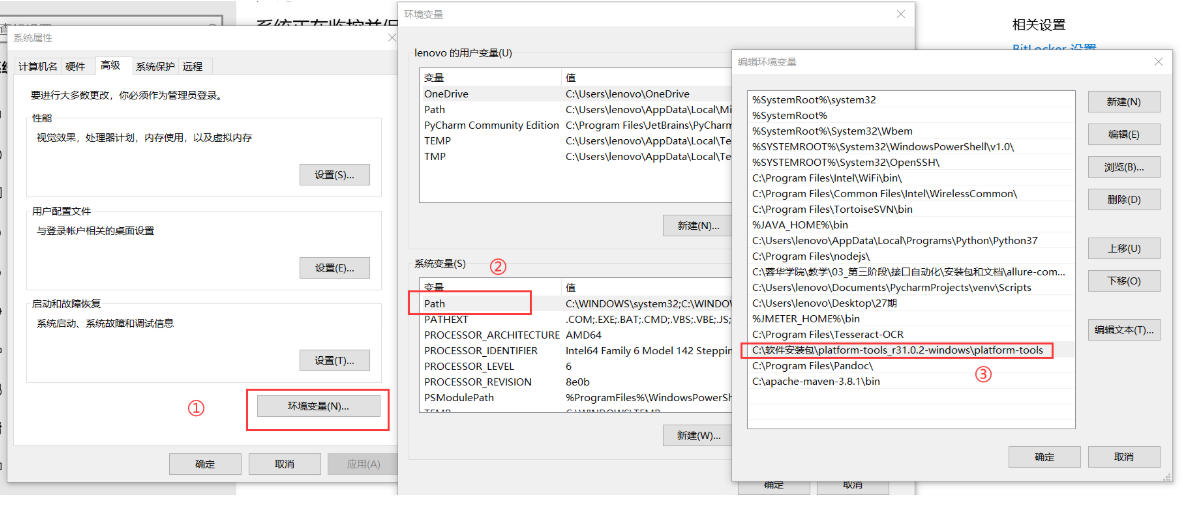 系统正在监控并保
系统属性
计算机名 硬件 高级 系统保护 远程
要进行大多数更改，你必须作为管理员登录。
性能
视觉效果，处理器计划，内存使用，以及虚拟内存
设置(S)...
用户配置文件
与登录帐户相关的桌面设置
设置(E)...
启动和故障恢复
系统启动、系统故障和调试信息
设置(T)...
①
环境变量(N)...
确定 取消 应用(A)
环境变量
lenovo 的用户变量(U)
变量 值
OneDrive C:\Users\lenovo\OneDrive
Path C:\Users\lenovo\AppData\Local\Mi
PyCharm Community Edition C:\Program Files\JetBrains\PyCharm
TEMP C:\Users\lenovo\AppData\Local\Te
TMP C:\Users\lenovo\AppData\Local\Te
新建(N)...
系统变量(S)
②
变量 值
Path C:\WINDOWS\system32;C:\WINDOW
PATHEXT .COM;.EXE;.BAT;.CMD;.VBS;.VBE;.JS;
PROCESSOR_ARCHITECTURE AMD64
PROCESSOR_IDENTIFIER Intel64 Family 6 Model 142 Steppin
PROCESSOR_LEVEL 6
PROCESSOR_REVISION 8e0b
PSModulePath %ProgramFiles%\WindowsPowerSh
TEMP C:\WINDOWS\TEMP
新建(W)...
确定 取消
相关设置
BitLocker 设置
编辑环境变量
%SystemRoot%\system32
%SystemRoot%
%SystemRoot%\System32\Wbem
%SYSTEMROOT%\System32\WindowsPowerShell\v1.0\
%SYSTEMROOT%\System32\OpenSSH\
C:\Program Files\Intel\WiFi\bin\
C:\Program Files\Common Files\Intel\WirelessCommon\
C:\Program Files\TortoiseSVN\bin
%JAVA_HOME%\bin
C:\Users\lenovo\AppData\Local\Programs\Python\Python37
C:\Program Files\nodejs\
C:\蓉华学院\教学\03_第三阶段\接口自动化\安装包和文档\allure-com...
C:\Users\lenovo\Documents\PycharmProjects\venv\Scripts
C:\Users\lenovo\Desktop\27期
%JMETER_HOME%\bin
C:\Program Files\Tesseract-OCR
C:\软件安装包\platform-tools_r31.0.2-windows\platform-tools
C:\Program Files\Pandoc\
C:\apache-maven-3.8.1\bin
③
新建(N)
编辑(E)
浏览(B)...
删除(D)
上移(U)
下移(O)
编辑文本(T)...
确定 取消